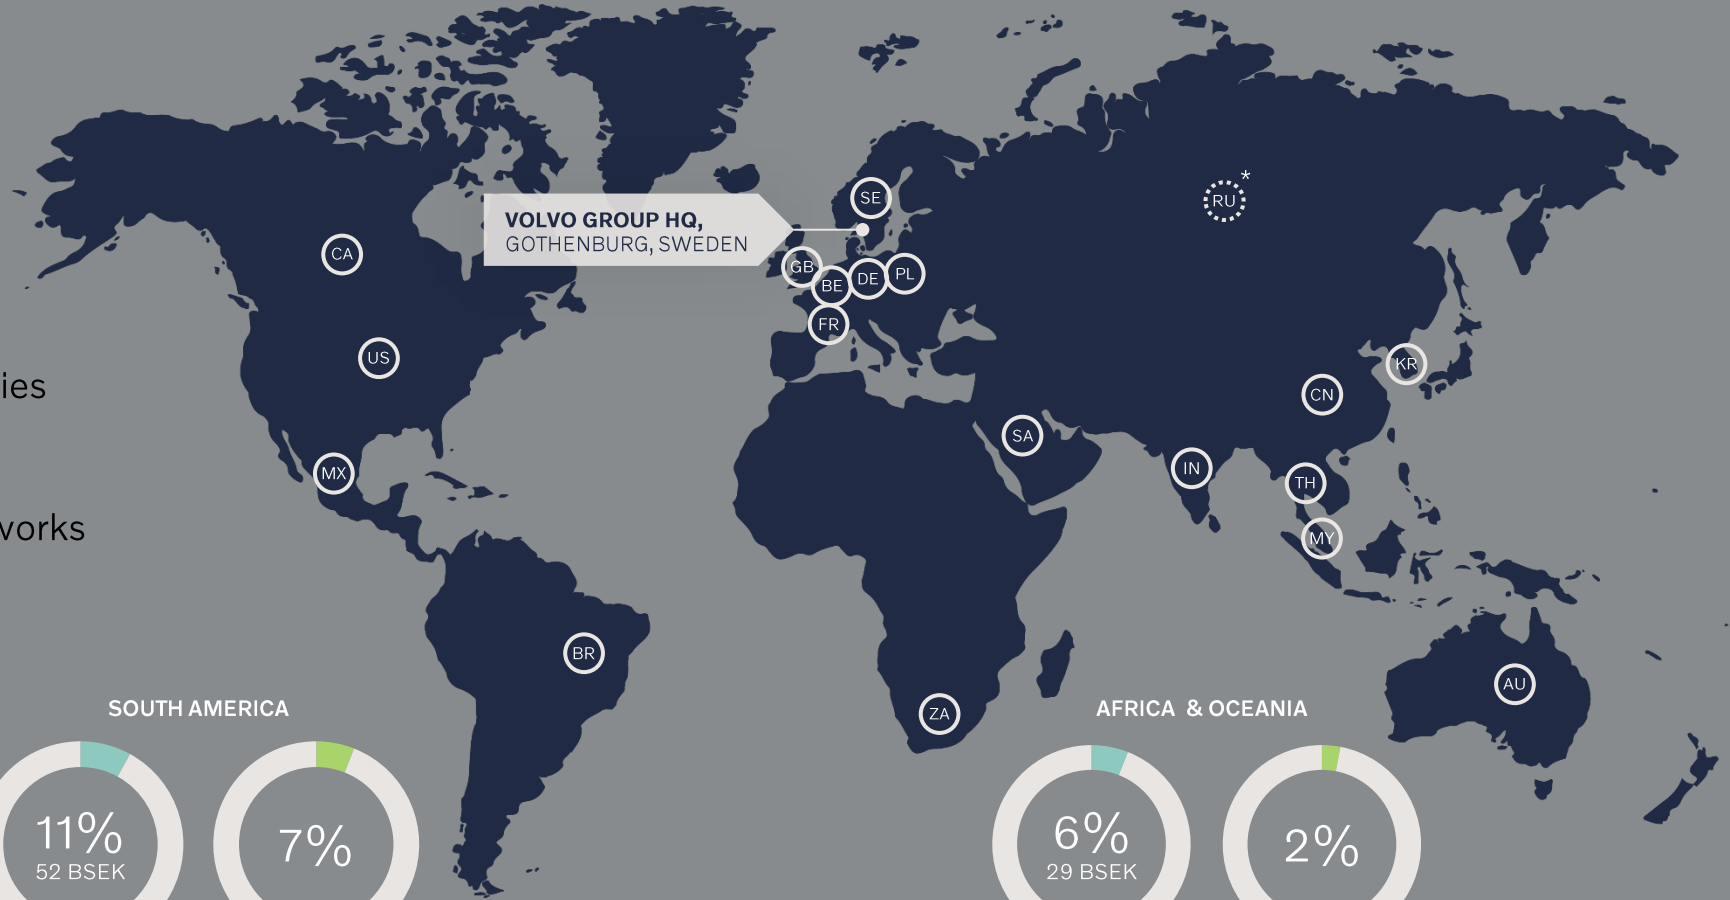 *
RU
SE
VOLVO GROUP HQ,
GOTHENBURG, SWEDEN
CA
GB
BE
DE
PL
FR
US
KR
ies
CN
SA
MX
IN
TH
works
MY
BR
AU
ZA
SOUTH AMERICA
11%
52 BSEK
7%
AFRICA & OCEANIA
6%
29 BSEK
2%